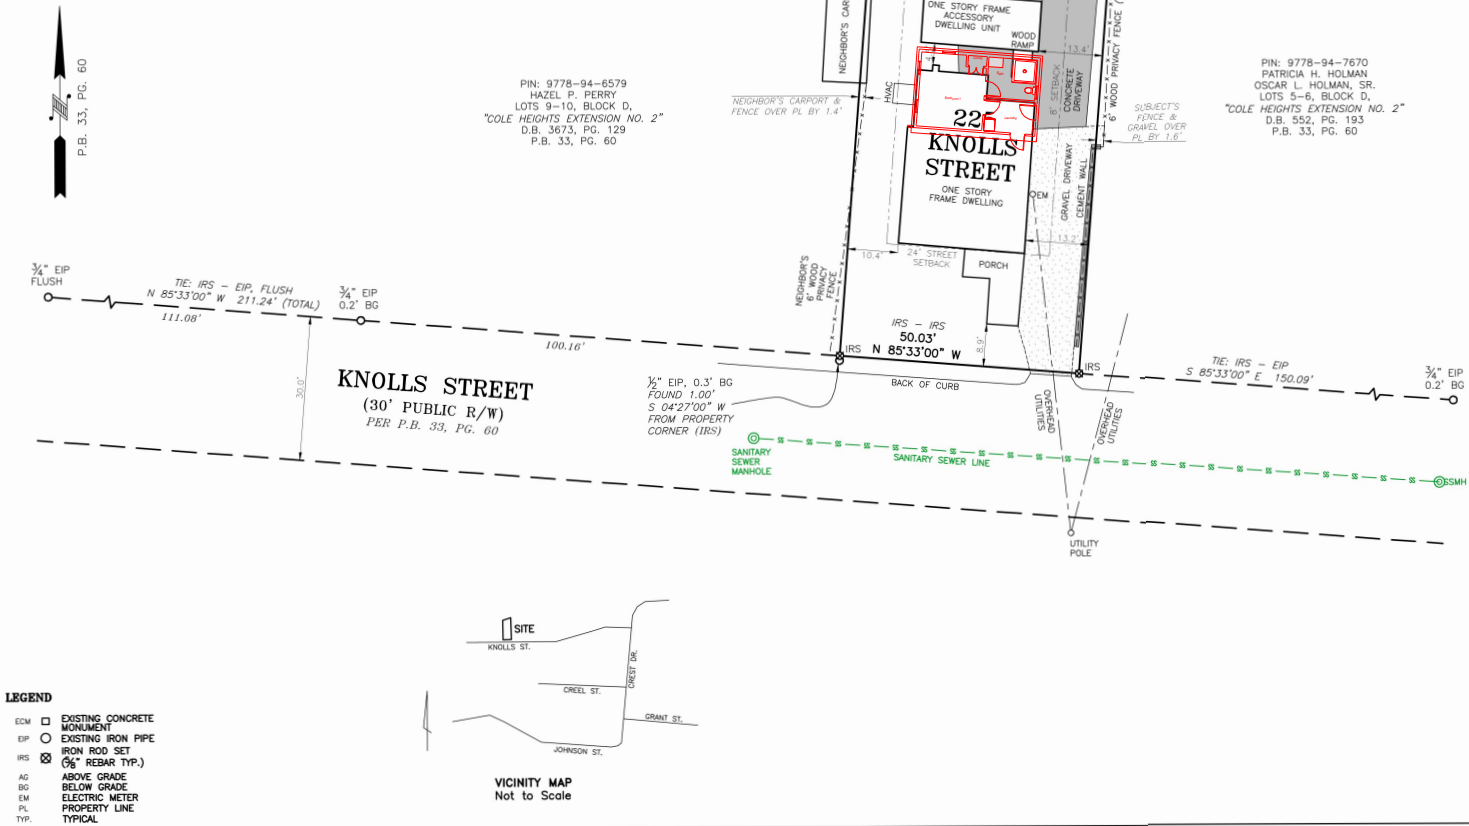 P.B. 33, PG. 60
PIN: 9778-94-6579
HAZEL P. PERRY
LOTS 9-10, BLOCK D,
"COLE HEIGHTS EXTENSION NO. 2"
D.B. 3673, PG. 129
P.B. 33, PG. 60
NEIGHBOR'S CARPORT &
FENCE OVER PL BY 1.4'
NEIGHBOR'S CAR
HVAC
ONE STORY FRAME
ACCESSORY
DWELLING UNIT
WOOD
RAMP
13.4'
8' SETBACK
CONCRETE
DRIVEWAY
6' WOOD PRIVACY FENCE (
KNOLLS
STREET
ONE STORY
FRAME DWELLING
EM
GRAVEL DRIVEWAY
CEMENT WALL
13.2'
SUBJECT'S
FENCE &
GRAVEL OVER
PL BY 1.6'
PIN: 9778-94-7670
PATRICIA H. HOLMAN
OSCAR L. HOLMAN, SR.
LOTS 5-6, BLOCK D,
"COLE HEIGHTS EXTENSION NO. 2"
D.B. 552, PG. 193
P.B. 33, PG. 60
10.4'
24' STREET
SETBACK
PORCH
NEIGHBOR'S
6' WOOD
PRIVACY
FENCE
8.9'
3/4" EIP
FLUSH
TIE: IRS - EIP, FLUSH
N 85°33'00" W 211.24' (TOTAL)
111.08'
3/4" EIP
0.2' BG
100.16'
IRS
IRS - IRS
50.03'
N 85°33'00" W
IRS
TIE: IRS - EIP
S 85°33'00" E 150.09'
3/4" EIP
0.2' BG
BACK OF CURB
30.0'
KNOLLS STREET
(30' PUBLIC R/W)
PER P.B. 33, PG. 60
1/2" EIP, 0.3' BG
FOUND 1.00'
S 04°27'00" W
FROM PROPERTY
CORNER (IRS)
OVERHEAD
UTILITIES
OVERHEAD
UTILITIES
SANITARY
SEWER
MANHOLE
SANITARY SEWER LINE
SSMH
UTILITY
POLE
SITE
KNOLLS ST.
CREST DR.
CREEL ST.
GRANT ST.
JOHNSON ST.
VICINITY MAP
Not to Scale
LEGEND
ECM EXISTING CONCRETE
MONUMENT
EIP EXISTING IRON PIPE
IRS IRON ROD SET
(5/8" REBAR TYP.)
AG ABOVE GRADE
BG BELOW GRADE
EM ELECTRIC METER
PL PROPERTY LINE
TYP. TYPICAL